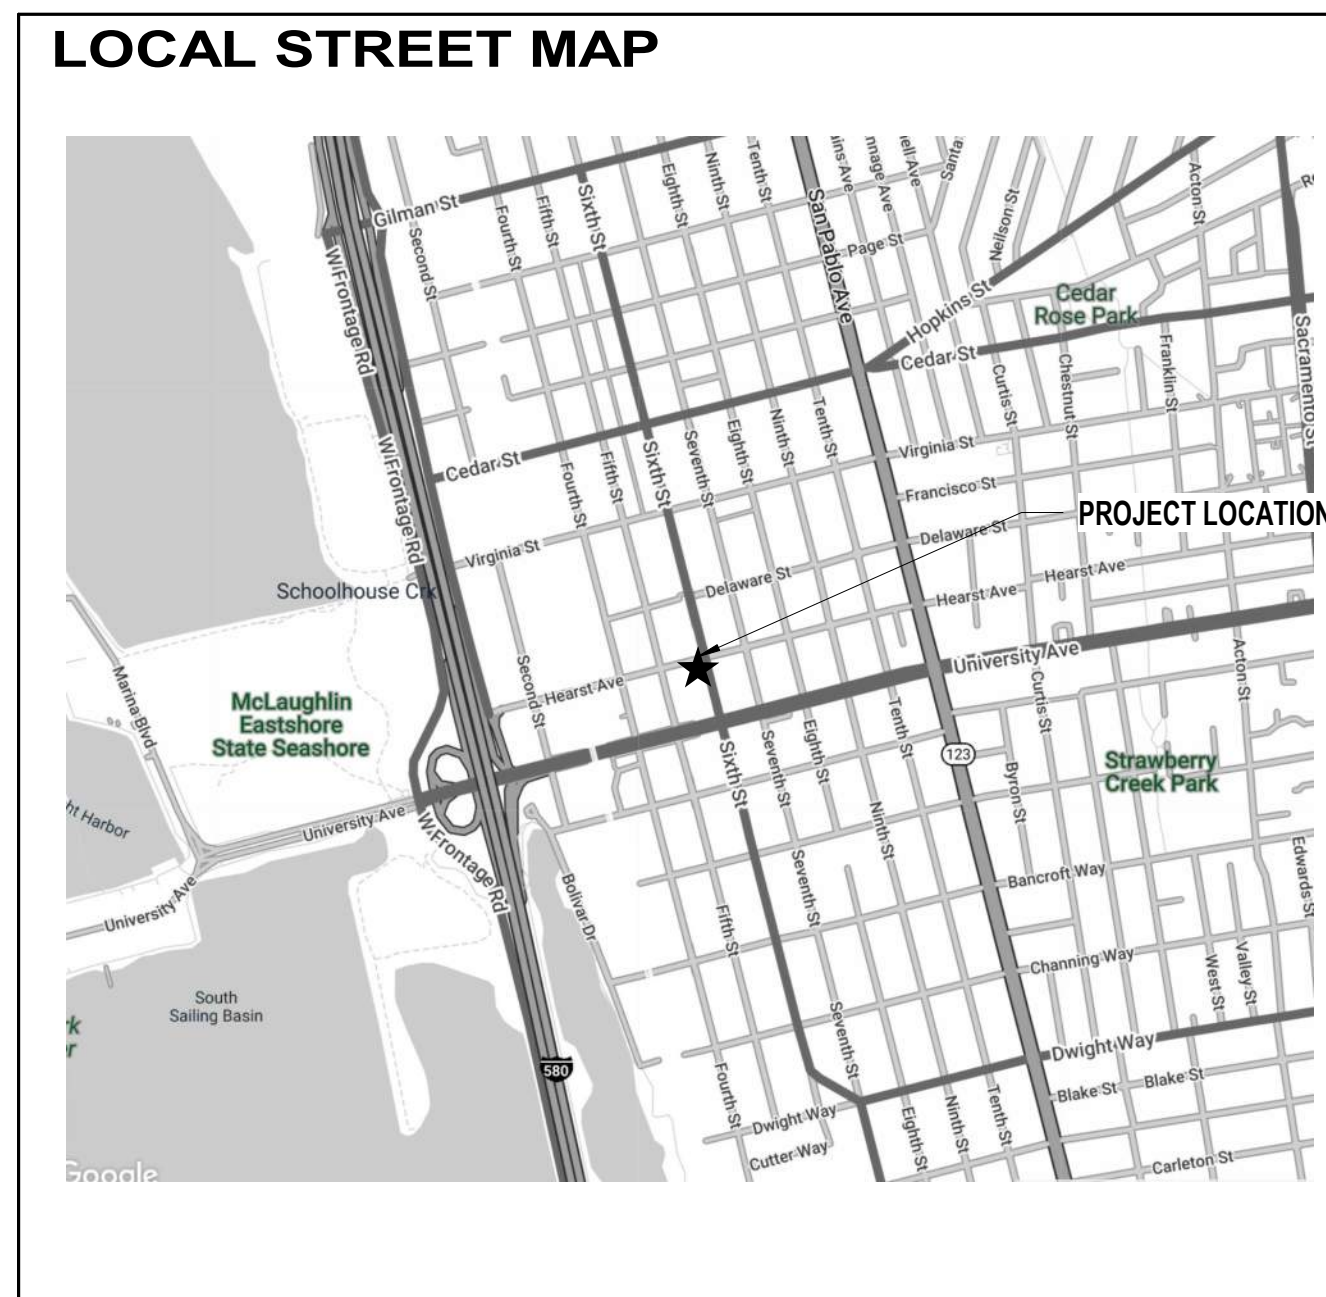 LOCAL STREET MAP
Gilman St
Second St
Fourth St
Fifth St
Sixth St
Eighth St
Ninth St
Tenth St
San Pablo Ave
Page St
Santa
Neilson St
Acton St
Hopkins St
Cedar
Rose Park
Cedar St
W Frontage Rd
Curtis St
Chestnut St
Franklin St
Sacramento St
W Frontage Rd
Cedar St
Fourth St
Fifth St
Sixth St
Seventh St
Eighth St
Ninth St
Tenth St
Virginia St
Francisco St
PROJECT LOCATION
Delaware St
Virginia St
Schoolhouse Crk
Delaware St
Hearst Ave
Hearst Ave
University Ave
Marina Blvd
McLaughlin
Eastshore
State Seashore
Second St
Hearst Ave
Sixth St
Seventh St
Eighth St
Tenth St
123
Curtis St
Acton St
Byron St
Strawberry
Creek Park
ht Harbor
University Ave
W Frontage Rd
Ninth St
Edwards St
University Ave
Bolivar Dr
Fifth St
Seventh St
Bancroft Way
Channing Way
West St
Valley St
South
Sailing Basin
rk
r
580
Seventh St
Dwight Way
Blake St
Blake St
Fourth St
Dwight Way
Cutter Way
Eighth St
Ninth St
Tenth St
Carleton St
Google